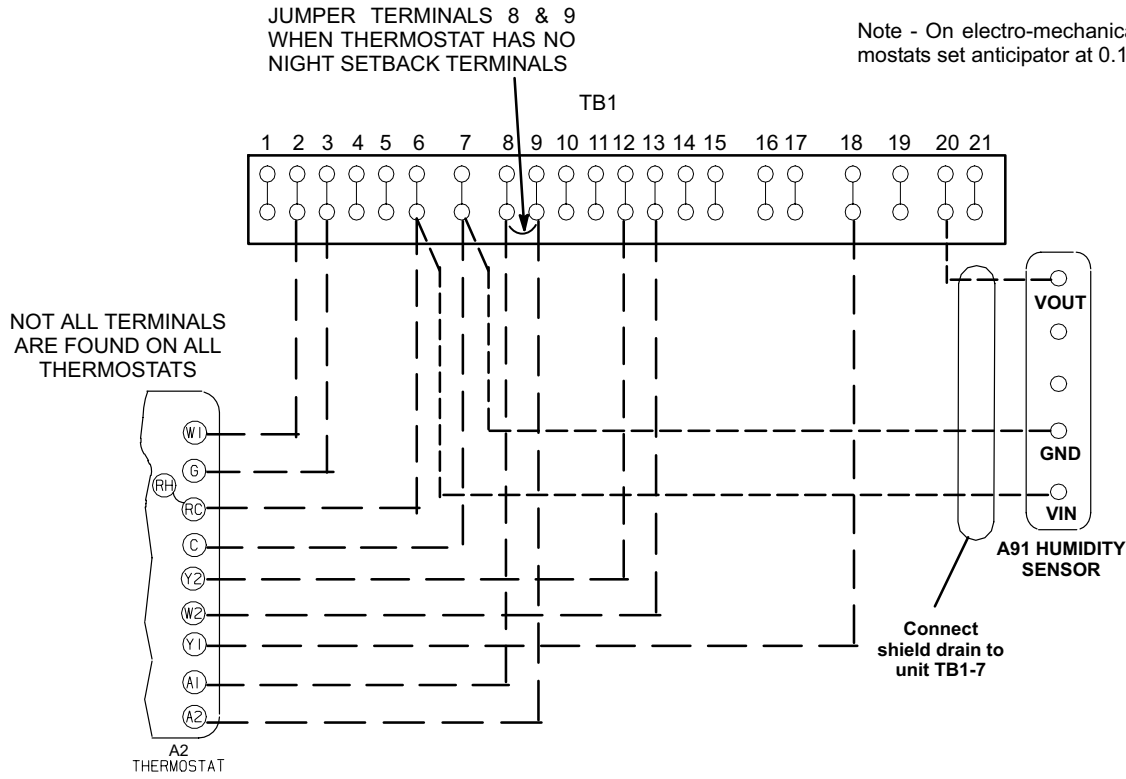 JUMPER TERMINALS 8 & 9
WHEN THERMOSTAT HAS NO
NIGHT SETBACK TERMINALS
Note - On electro-mechanica
mostats set anticipator at 0.1
TB1
1 2 3 4 5 6 7 8 9 10 11 12 13 14 15 16 17 18 19 20 21
NOT ALL TERMINALS
ARE FOUND ON ALL
THERMOSTATS
W1
G
RH
RC
C
Y2
W2
Y1
A1
A2
A2
THERMOSTAT
VOUT
GND
VIN
A91 HUMIDITY
SENSOR
Connect
shield drain to
unit TB1-7